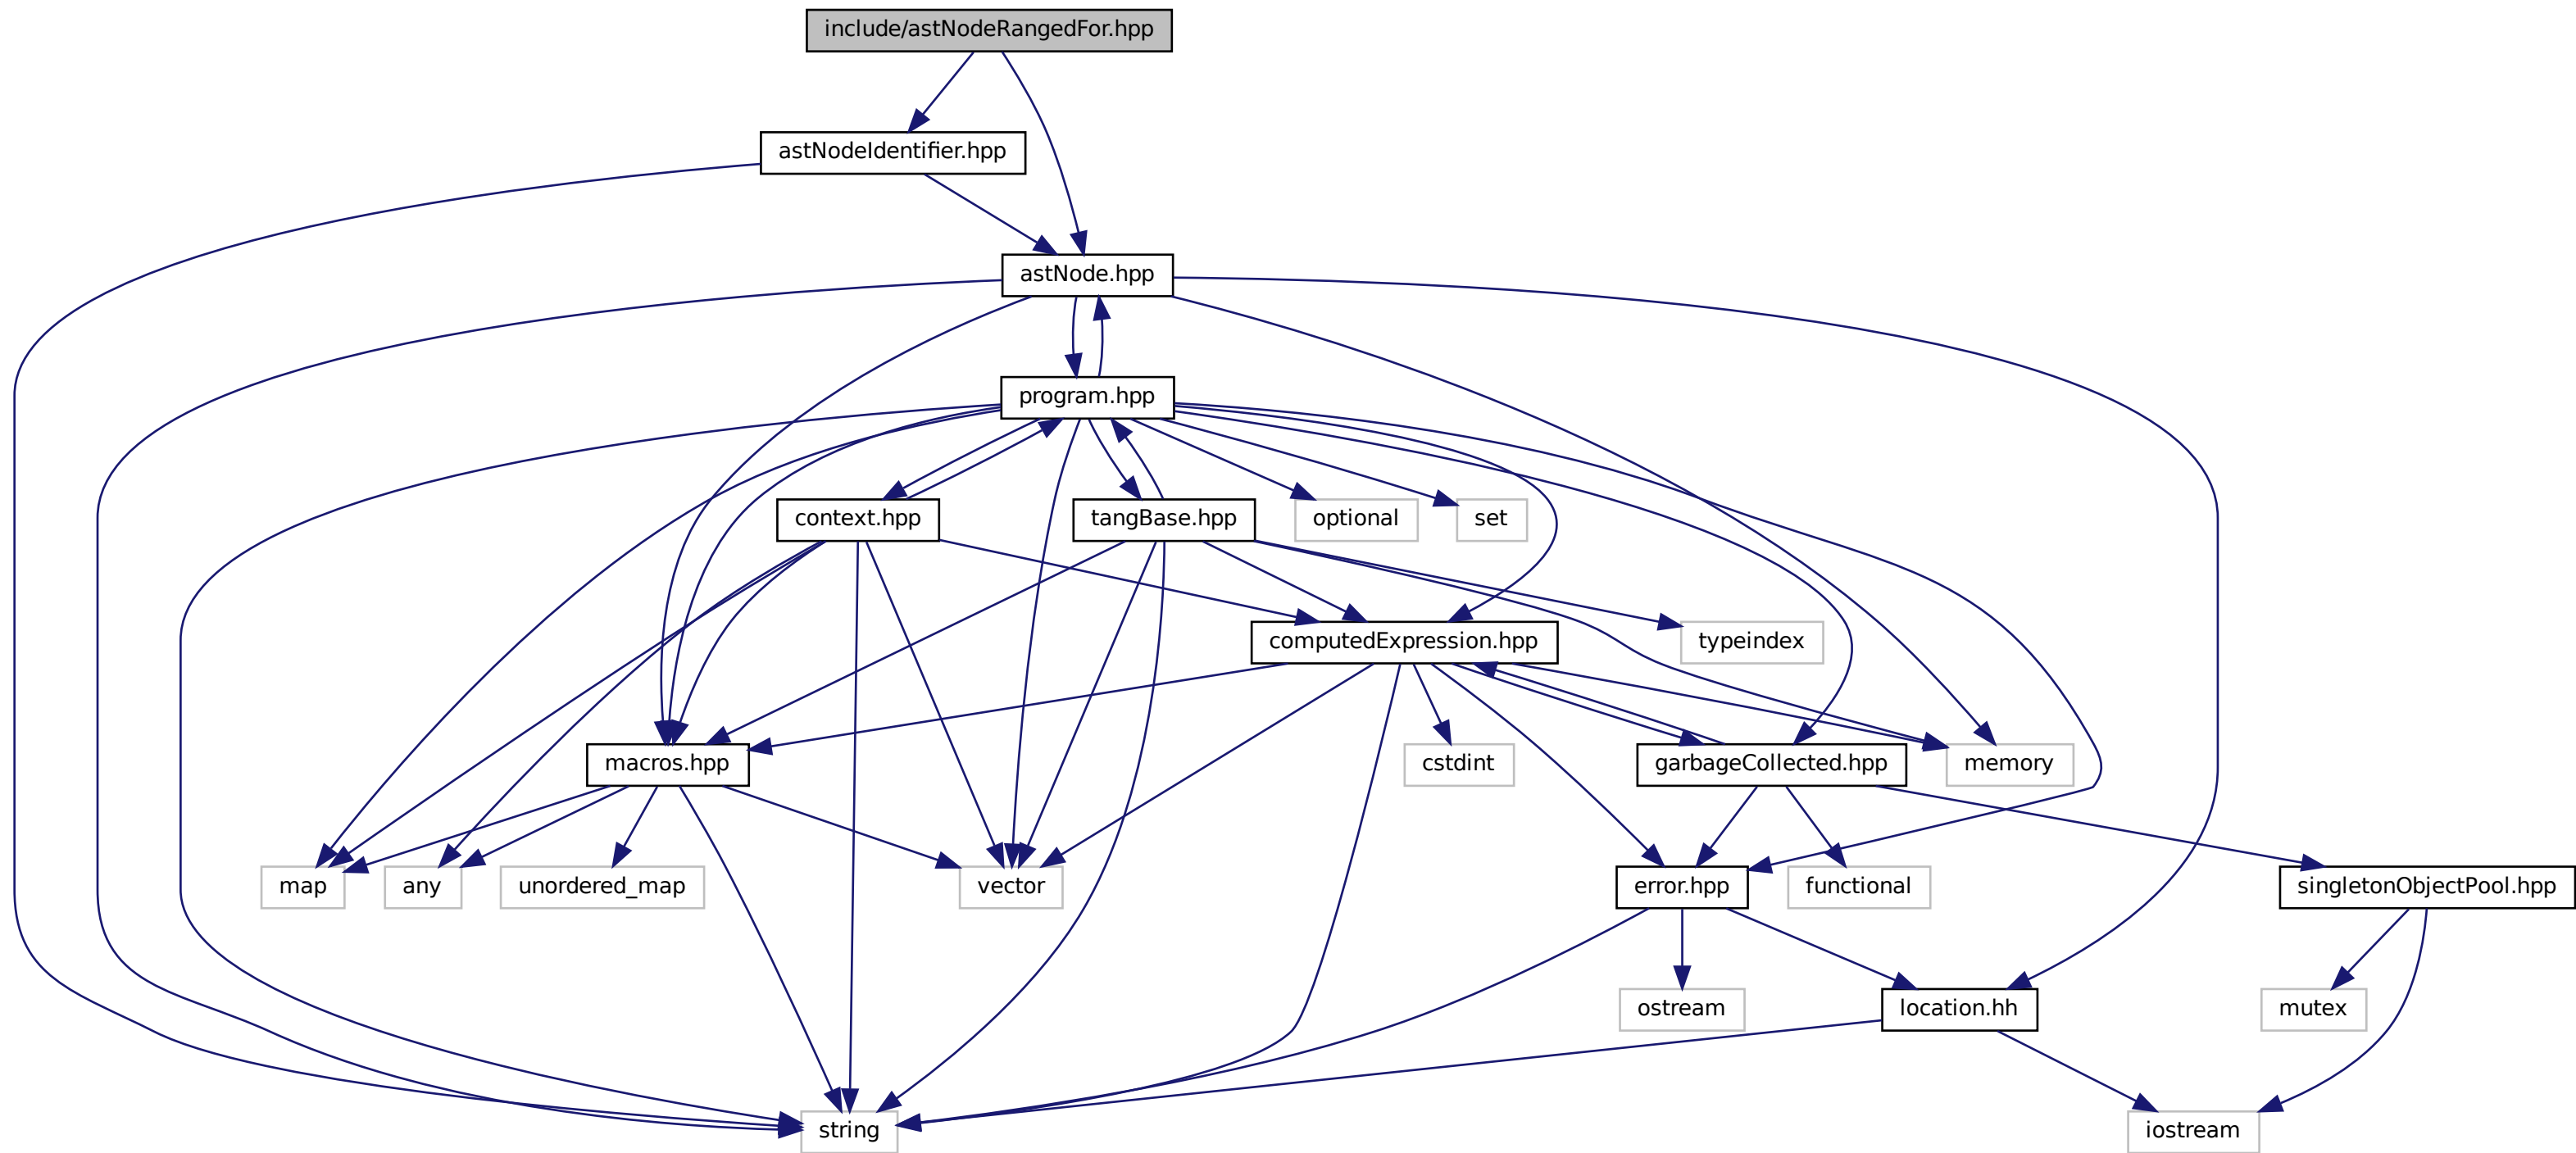 include/astNodeRangedFor.hpp
astNodeIdentifier.hpp
astNode.hpp
program.hpp
context.hpp
tangBase.hpp
optional
set
computedExpression.hpp
typeindex
macros.hpp
cstdint
garbageCollected.hpp
memory
map
any
unordered_map
vector
error.hpp
functional
singletonObjectPool.hpp
ostream
location.hh
mutex
string
iostream